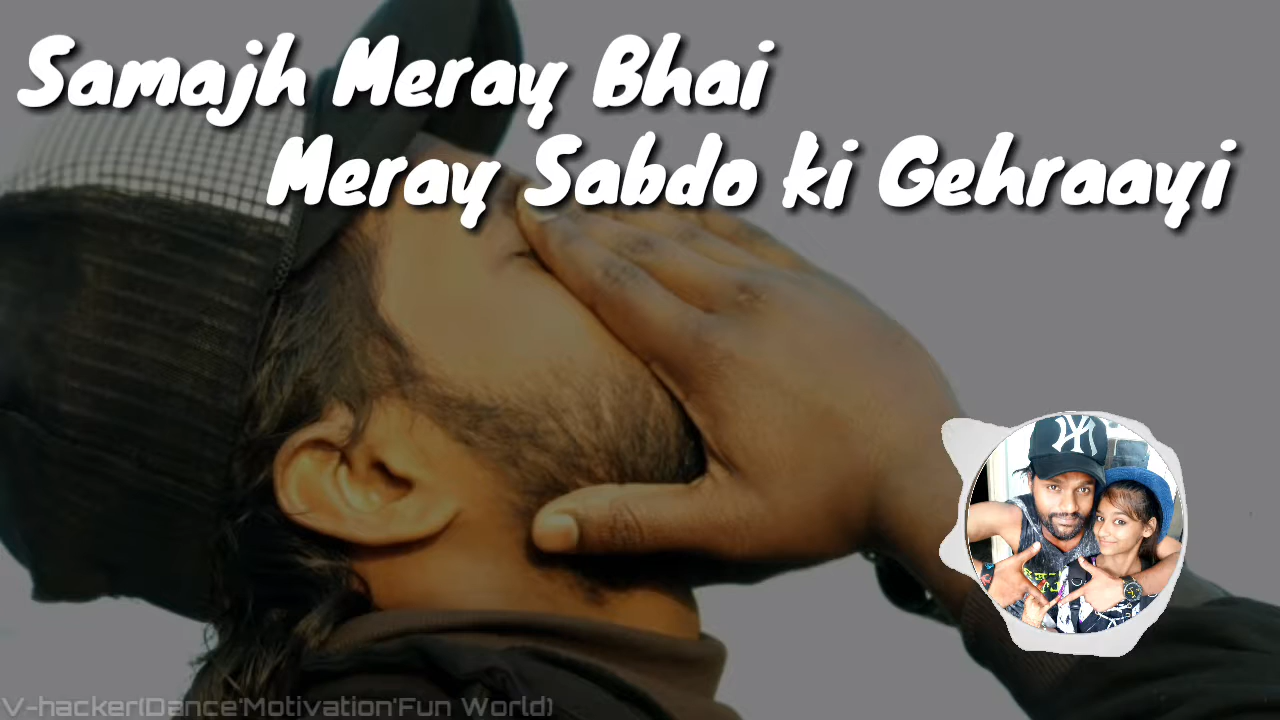 Samajh Meray Bhai
Meray Sabdo ki Gehraayi
V-hacker(Dance'Motivation'Fun World)